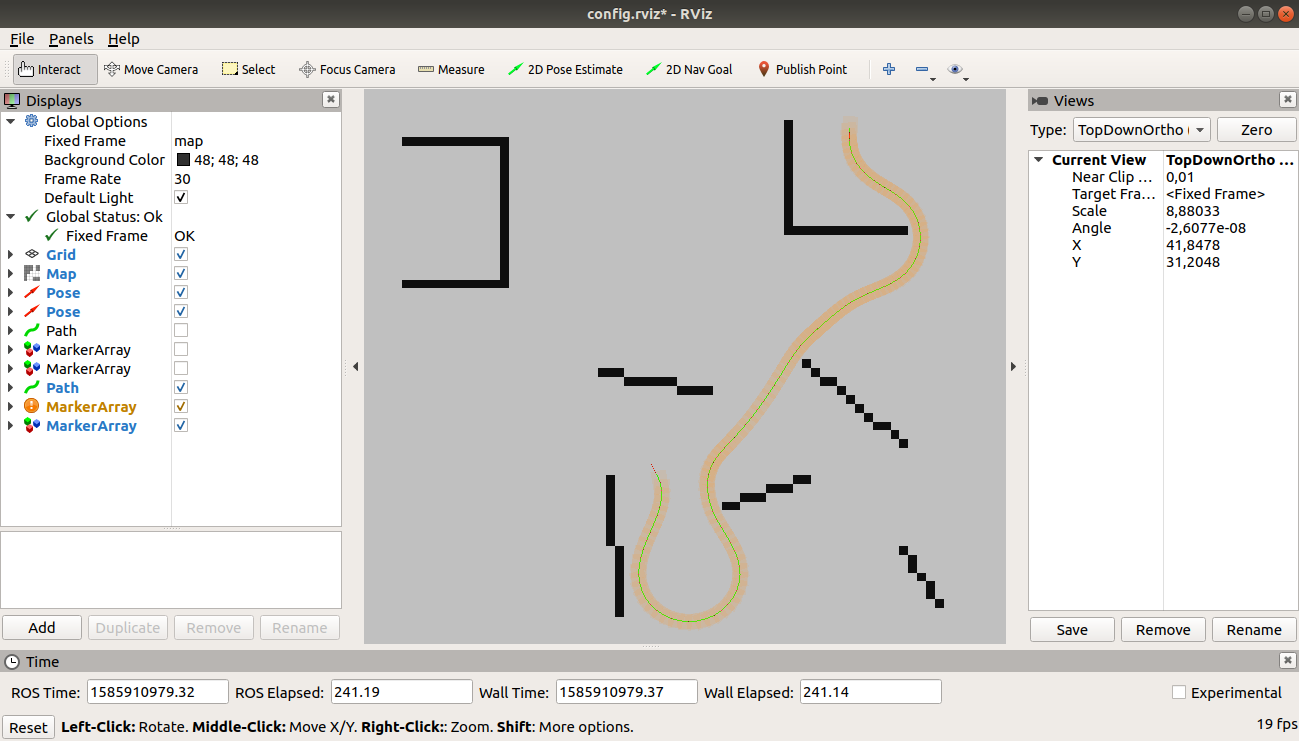 config.rviz* - RViz
File Panels Help
Interact Move Camera Select Focus Camera Measure 2D Pose Estimate 2D Nav Goal Publish Point
Displays
Global Options
Fixed Frame map
Background Color 48; 48; 48
Frame Rate 30
Default Light
Global Status: Ok
Fixed Frame OK
Grid
Map
Pose
Pose
Path
MarkerArray
MarkerArray
Path
MarkerArray
MarkerArray
Add Duplicate Remove Rename
Views
Type: TopDownOrtho ( Zero
Current View TopDownOrtho ...
Near Clip ... 0,01
Target Fra... <Fixed Frame>
Scale 8,88033
Angle -2,6077e-08
X 41,8478
Y 31,2048
Save Remove Rename
Time
ROS Time: 1585910979.32 ROS Elapsed: 241.19 Wall Time: 1585910979.37 Wall Elapsed: 241.14 Experimental
Reset Left-Click: Rotate. Middle-Click: Move X/Y. Right-Click:: Zoom. Shift: More options. 19 fps